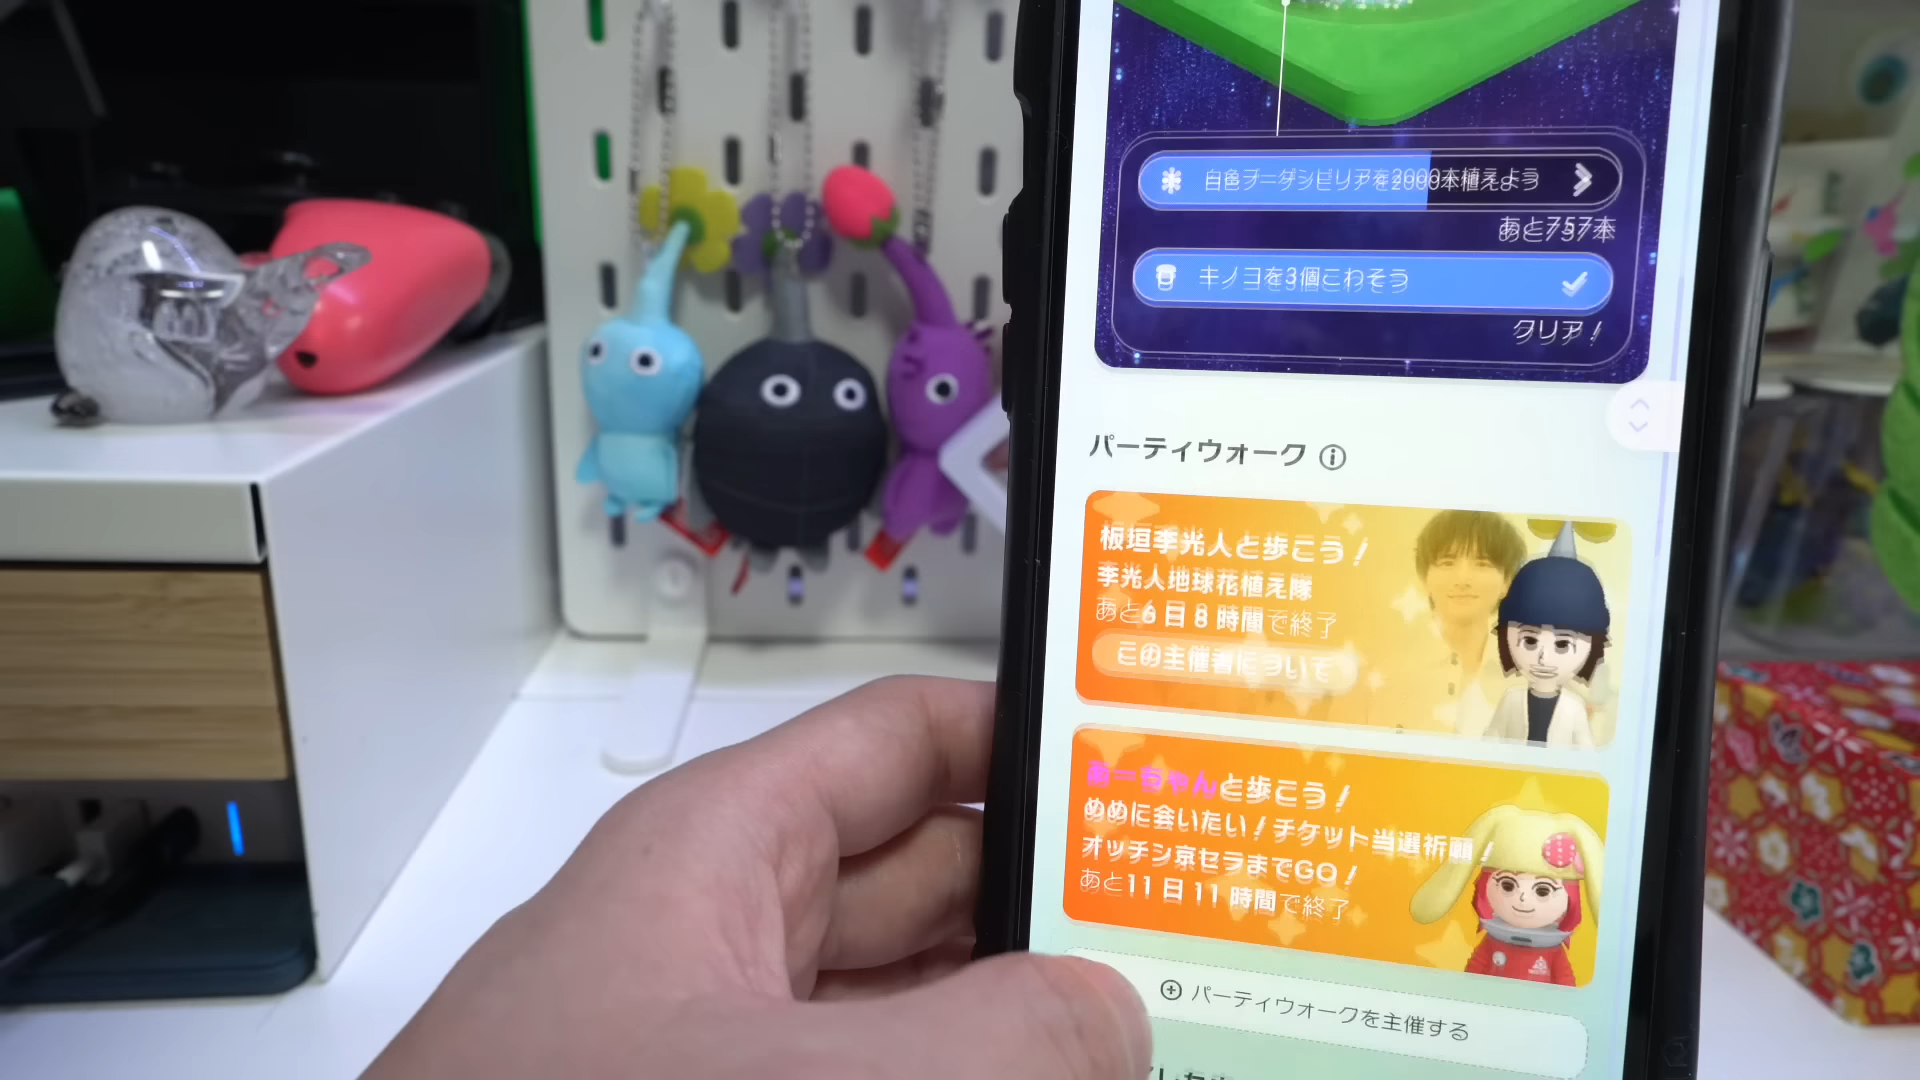 白色ブーゲンビリアを2000本植えよう
あと757本
キノヨを3個こわそう
クリア！
パーティウォーク
板垣李光人と歩こう！
李光人地球花植え隊
あと6日8時間で終了
この主催者について
あーちゃんと歩こう！
めめに会いたい！チケット当選祈願！
オッチン京セラまでGO！
あと11日11時間で終了
パーティウォークを主催する